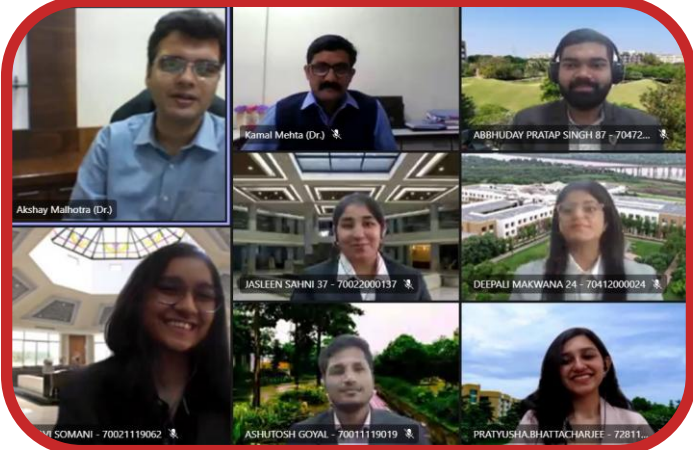 Akshay Malhotra (Dr.)
Kamal Mehta (Dr.)
ABBHUDAY PRATAP SINGH 87 - 70472...
JASLEEN SAHNI 37 - 70022000137
DEEPALI MAKWANA 24 - 70412000024
VI SOMANI - 70021119062
ASHUTOSH GOYAL - 70011119019
PRATYUSHA.BHATTACHARJEE - 72811...